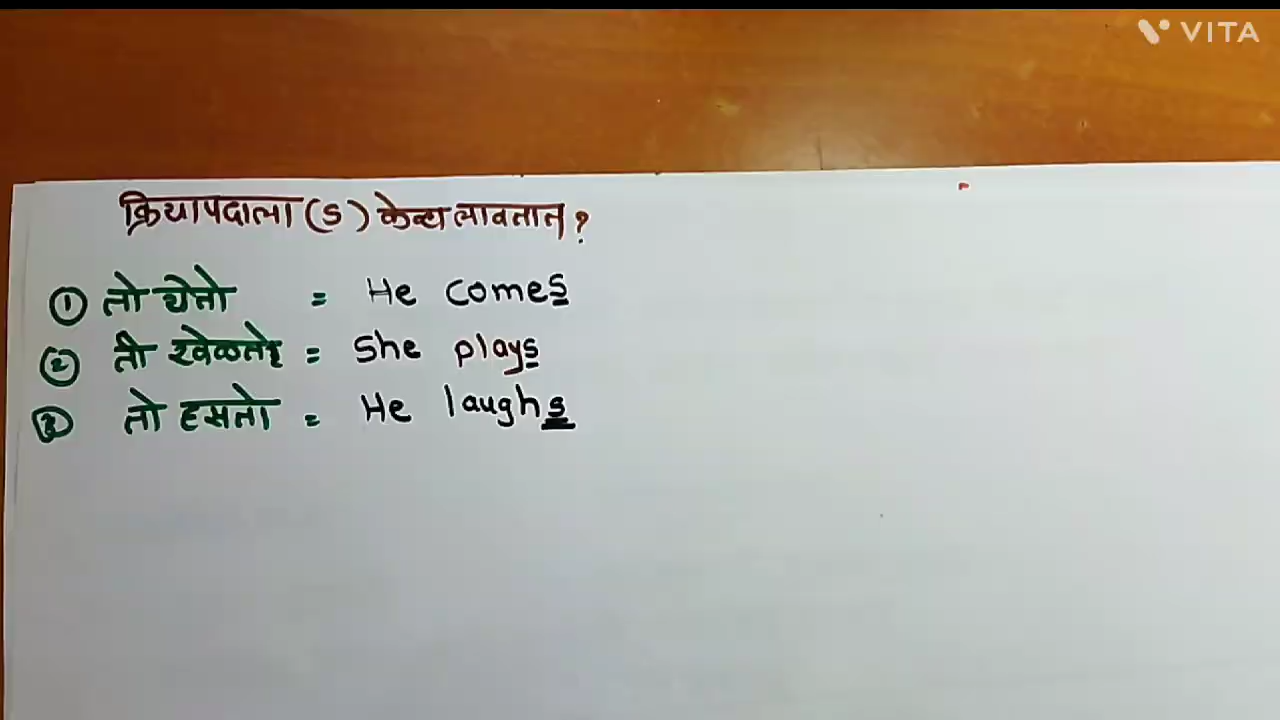 VITA
क्रियापदाला (s) केव्हा लावतात?
① तो येतो = He comes
② ती खेळते = She plays
③ तो हसतो = He laughs